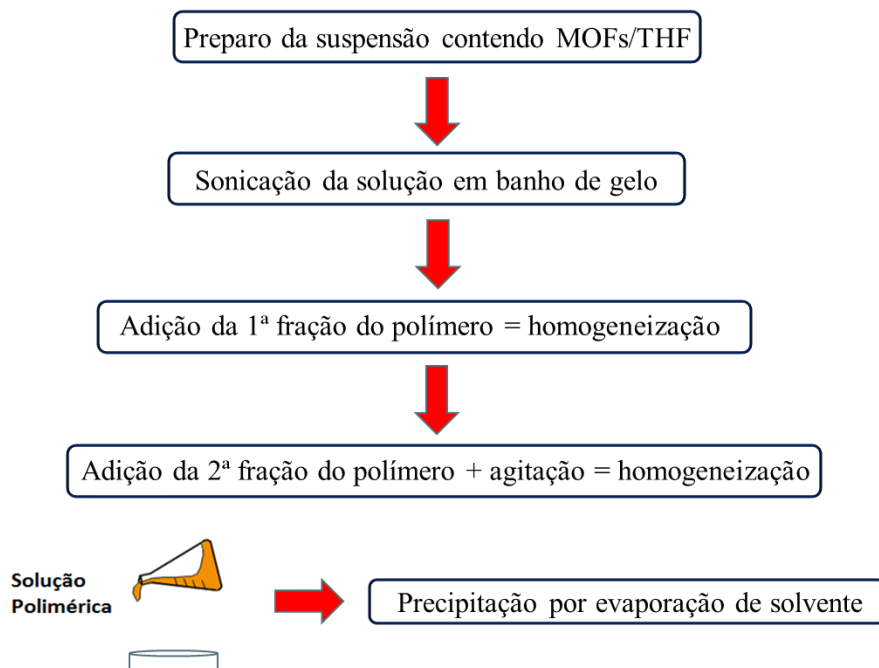 Preparo da suspensão contendo MOFs/THF
Sonicação da solução em banho de gelo
Adição da 1ª fração do polímero = homogeneização
Adição da 2ª fração do polímero + agitação = homogeneização
Solução
Polimérica
Precipitação por evaporação de solvente